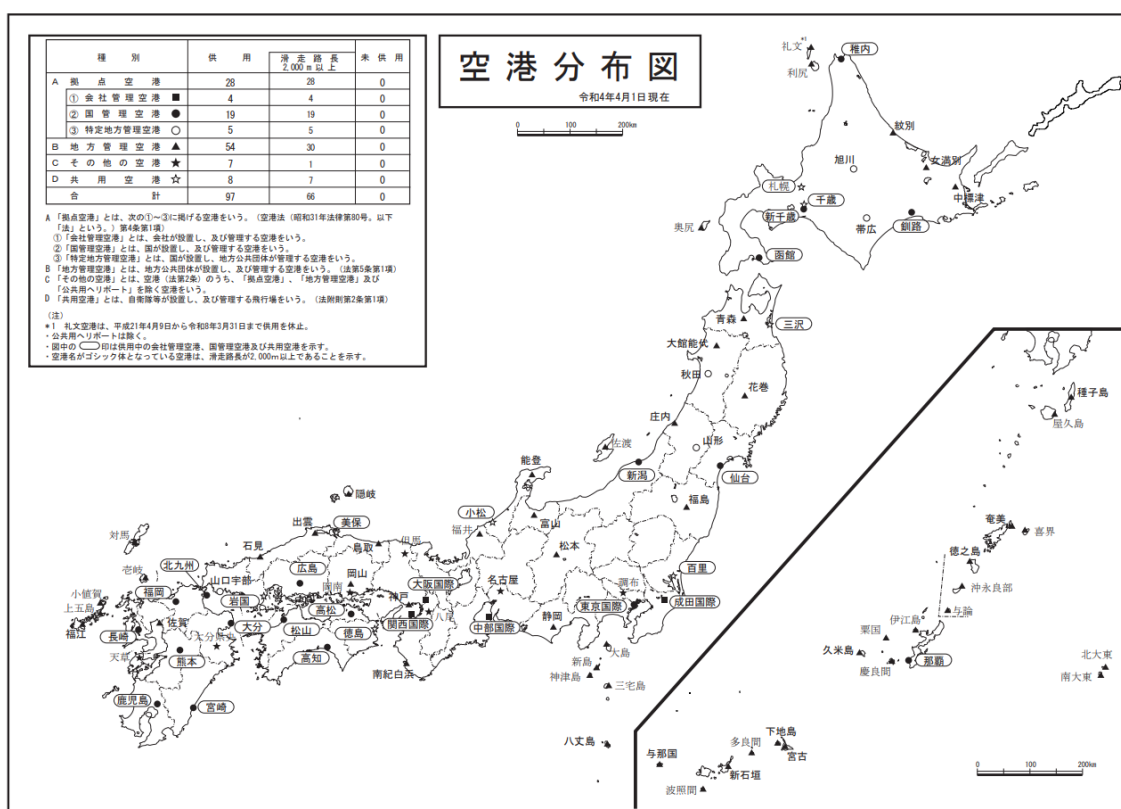 空港分布図
令和4年4月1日現在
0 100 200km
種別 供用 滑走路長2,000m以上 未供用
A 拠点空港 28 28 0
① 会社管理空港 ■ 4 4 0
② 国管理空港 ● 19 19 0
③ 特定地方管理空港 ○ 5 5 0
B 地方管理空港 ▲ 54 30 0
C その他の空港 ★ 7 1 0
D 共用空港 ☆ 8 7 0
合計 97 66 0
A 「拠点空港」とは、次の①~③に掲げる空港をいう。(空港法(昭和31年法律第80号。以下
「法」という。)第4条第1項)
①「会社管理空港」とは、会社が設置し、及び管理する空港をいう。
②「国管理空港」とは、国が設置し、及び管理する空港をいう。
③「特定地方管理空港」とは、国が設置し、地方公共団体が管理する空港をいう。
B 「地方管理空港」とは、地方公共団体が設置し、及び管理する空港をいう。(法第5条第1項)
C 「その他の空港」とは、空港(法第2条)のうち、「拠点空港」、「地方管理空港」及び
「公共用ヘリポート」を除く空港をいう。
D 「共用空港」とは、自衛隊等が設置し、及び管理する飛行場をいう。(法附則第2条第1項)
(注)
*1 礼文空港は、平成21年4月9日から令和8年3月31日まで供用を休止。
・公共用ヘリポートは除く。
・図中の 印は供用中の会社管理空港、国管理空港及び共用空港を示す。
・空港名がゴシック体となっている空港は、滑走路長が2,000m以上であることを示す。
礼文*1
稚内
利尻
紋別
旭川
女満別
札幌
中標津
千歳
新千歳
帯広
釧路
奥尻
函館
青森
三沢
大館能代
秋田
花巻
庄内
山形
佐渡
新潟
仙台
能登
福島
隠岐
小松
福井
富山
出雲
美保
対馬
石見
鳥取
但馬
松本
百里
北九州
壱岐
山口宇部
広島
岡山
岡南
大阪国際
名古屋
調布
小値賀
上五島
福岡
岩国
高松
神戸
東京国際
成田国際
福江
佐賀
大分
松山
徳島
関西国際
八尾
中部国際
静岡
長崎
大分県央
天草
熊本
高知
南紀白浜
大島
新島
神津島
三宅島
鹿児島
宮崎
八丈島
種子島
屋久島
奄美
喜界
徳之島
沖永良部
与論
伊江島
粟国
久米島
慶良間
那覇
北大東
南大東
下地島
多良間
宮古
与那国
新石垣
波照間
0 100 200km